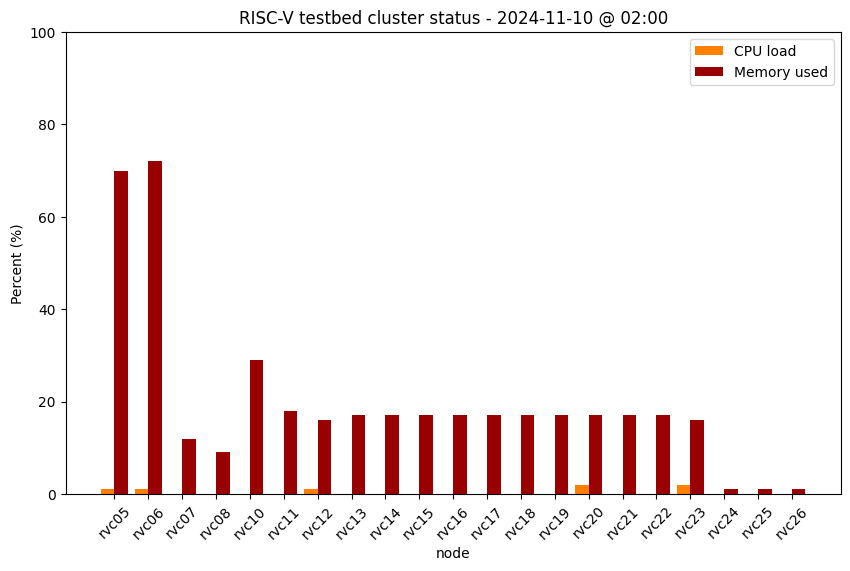 RISC-V testbed cluster status - 2024-11-10 @ 02:00
CPU load
Memory used
Percent (%)
100
80
60
40
20
0
rvc05
rvc06
rvc07
rvc08
rvc10
rvc11
rvc12
rvc13
rvc14
rvc15
rvc16
rvc17
rvc18
rvc19
rvc20
rvc21
rvc22
rvc23
rvc24
rvc25
rvc26
node